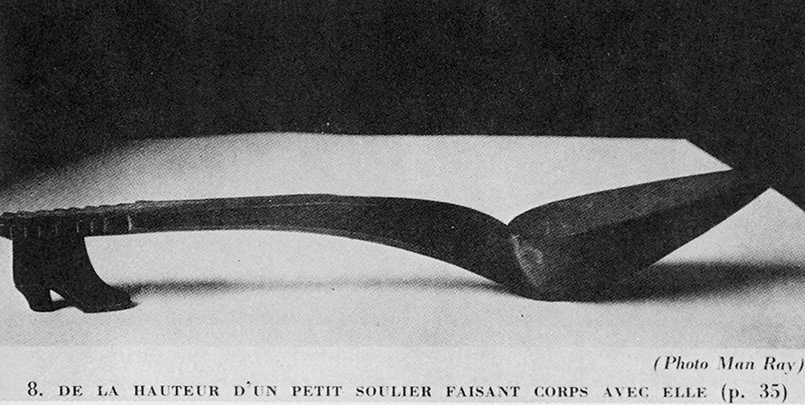 (Photo Man Ray)
8. DE LA HAUTEUR D'UN PETIT SOULIER FAISANT CORPS AVEC ELLE (p. 35)